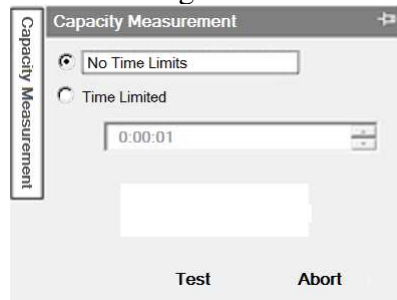 Capacity Measurement
Capacity Measurement
No Time Limits
Time Limited
0:00:01
Test Abort